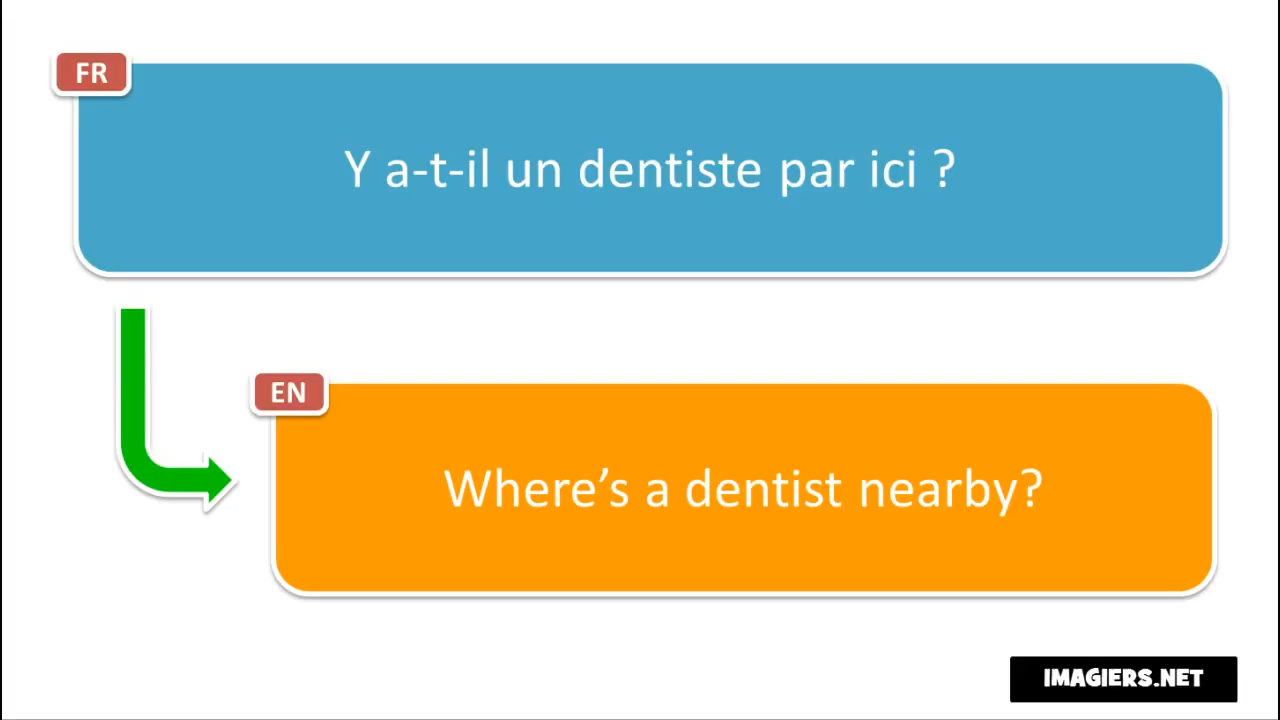 FR
Y a-t-il un dentiste par ici ?
EN
Where’s a dentist nearby?
IMAGIERS.NET